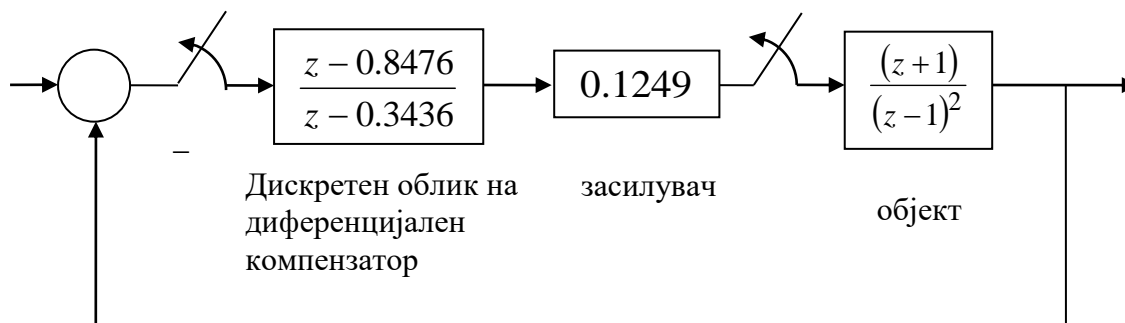 z − 0.8476
z − 0.3436
0.1249
(z + 1)
(z − 1)²
−
Дискретен облик на
диференцијален
компензатор
засилувач
објект